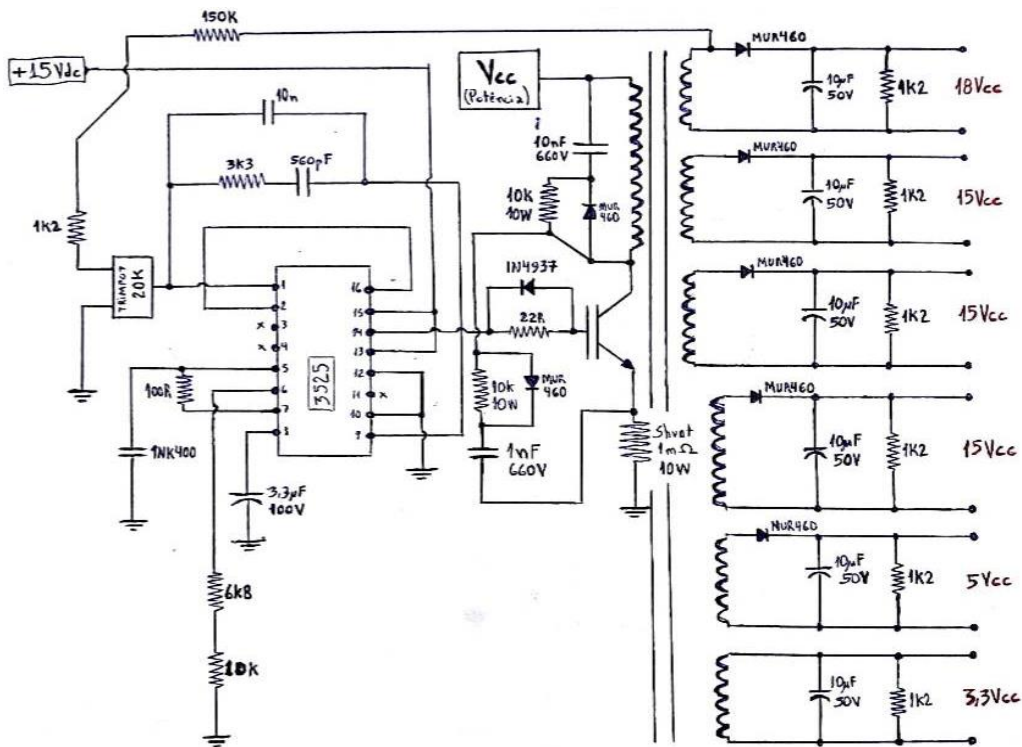 150K
+15Vdc
10n
3K3
560pF
1K2
TRIMPOT
20K
3525
1
2
3
4
5
6
7
8
16
15
14
13
12
11
10
9
x
x
x
100R
1NK400
3,3µF
100V
6K8
10K
Vcc
(Potência)
10nF
660V
10K
10W
MUR
460
1N4937
22R
10k
10W
MUR
460
1nF
660V
Shunt
1mΩ
10W
MUR460
10µF
50V
1K2
18Vcc
MUR460
10µF
50V
1K2
15Vcc
MUR460
10µF
50V
1K2
15Vcc
MUR460
10µF
50V
1K2
15Vcc
MUR460
10µF
50V
1K2
5Vcc
10µF
50V
1K2
3,3Vcc